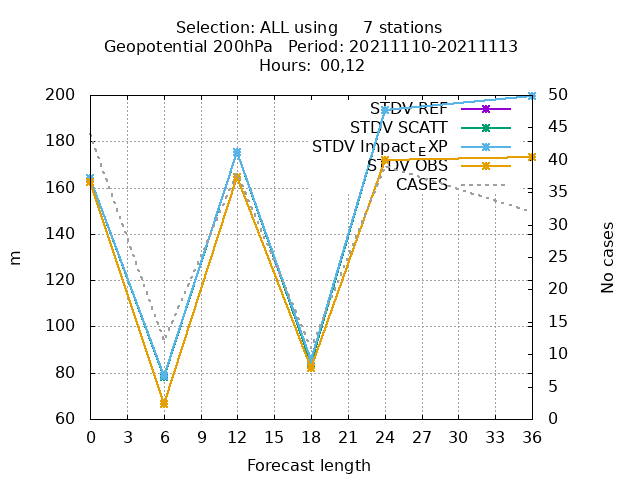 Selection: ALL using     7 stations
Geopotential 200hPa   Period: 20211110-20211113
Hours:  00,12
200
180
160
140
120
100
80
60
50
45
40
35
30
25
20
15
10
5
0
STDV REF
STDV SCATT
STDV Impact_EXP
STDV OBS
CASES
m
No cases
0 3 6 9 12 15 18 21 24 27 30 33 36
Forecast length